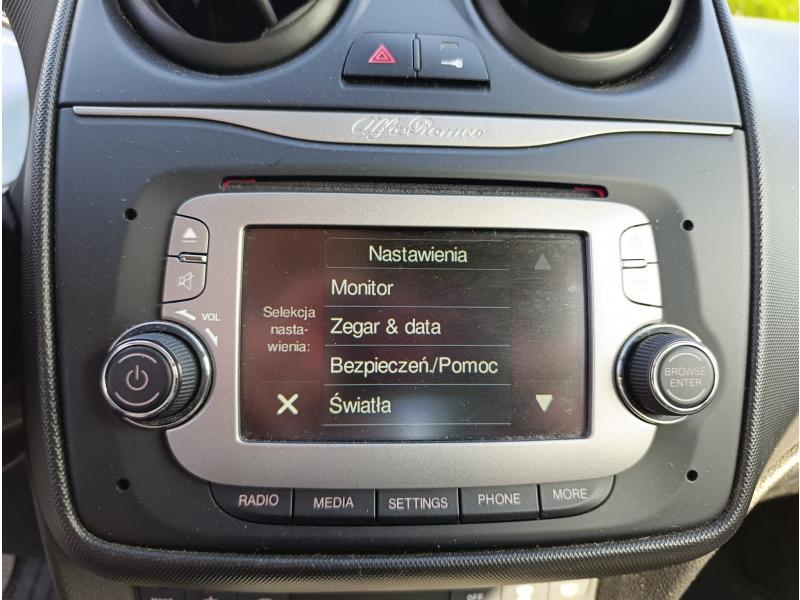 Alfa Romeo
Nastawienia
Monitor
Selekcja
nasta-
wienia:
Zegar & data
Bezpieczeń./Pomoc
Światła
VOL
BROWSE
ENTER
RADIO
MEDIA
SETTINGS
PHONE
MORE
OFF